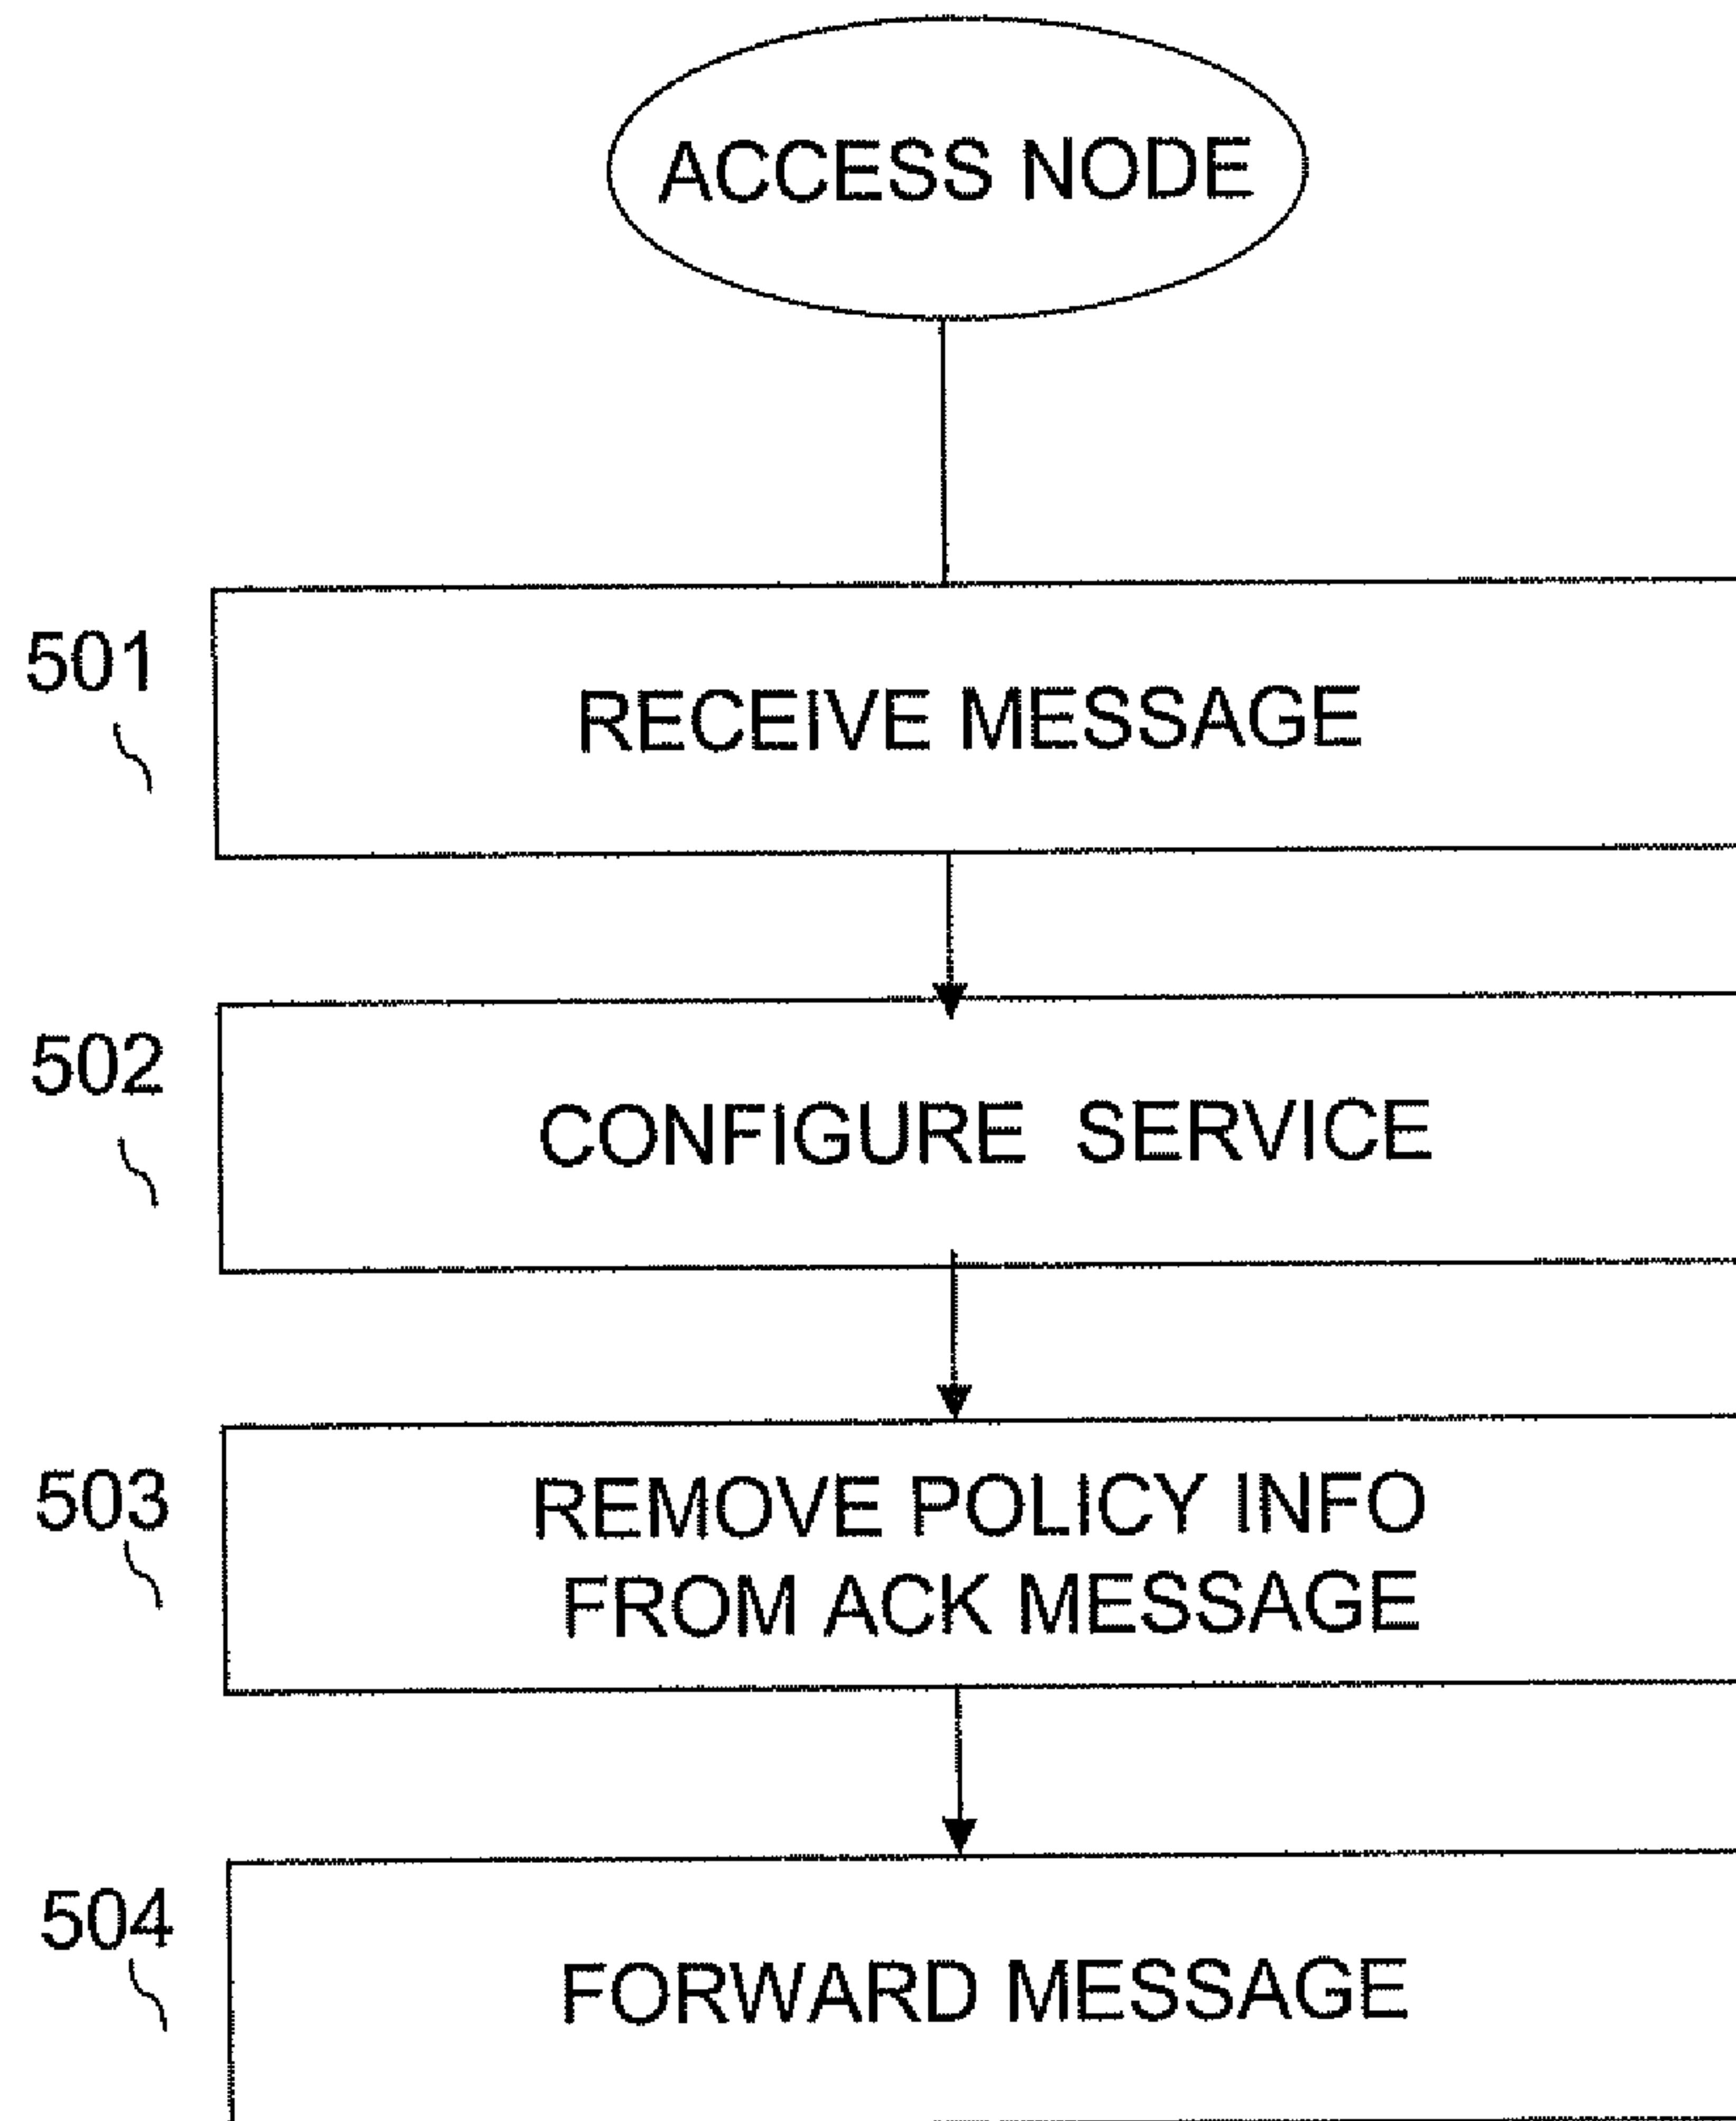 ACCESS NODE
501
RECEIVE MESSAGE
502
CONFIGURE SERVICE
503
REMOVE POLICY INFO
FROM ACK MESSAGE
504
FORWARD MESSAGE